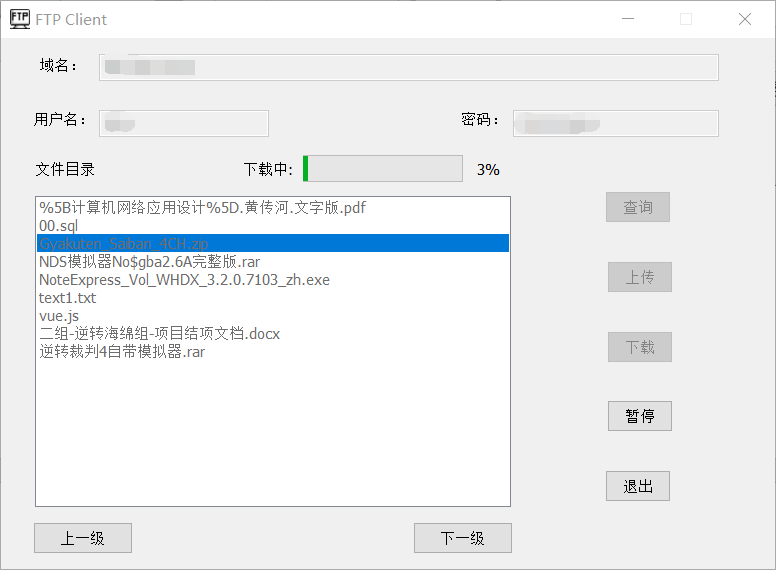 FTP
FTP Client
域名：
用户名：
密码：
文件目录
下载中:
3%
%5B计算机网络应用设计%5D.黄传河.文字版.pdf
00.sql
Gyakuten_Saiban_4CH.zip
NDS模拟器No$gba2.6A完整版.rar
NoteExpress_Vol_WHDX_3.2.0.7103_zh.exe
text1.txt
vue.js
二组-逆转海绵组-项目结项文档.docx
逆转裁判4自带模拟器.rar
查询
上传
下载
暂停
退出
上一级
下一级